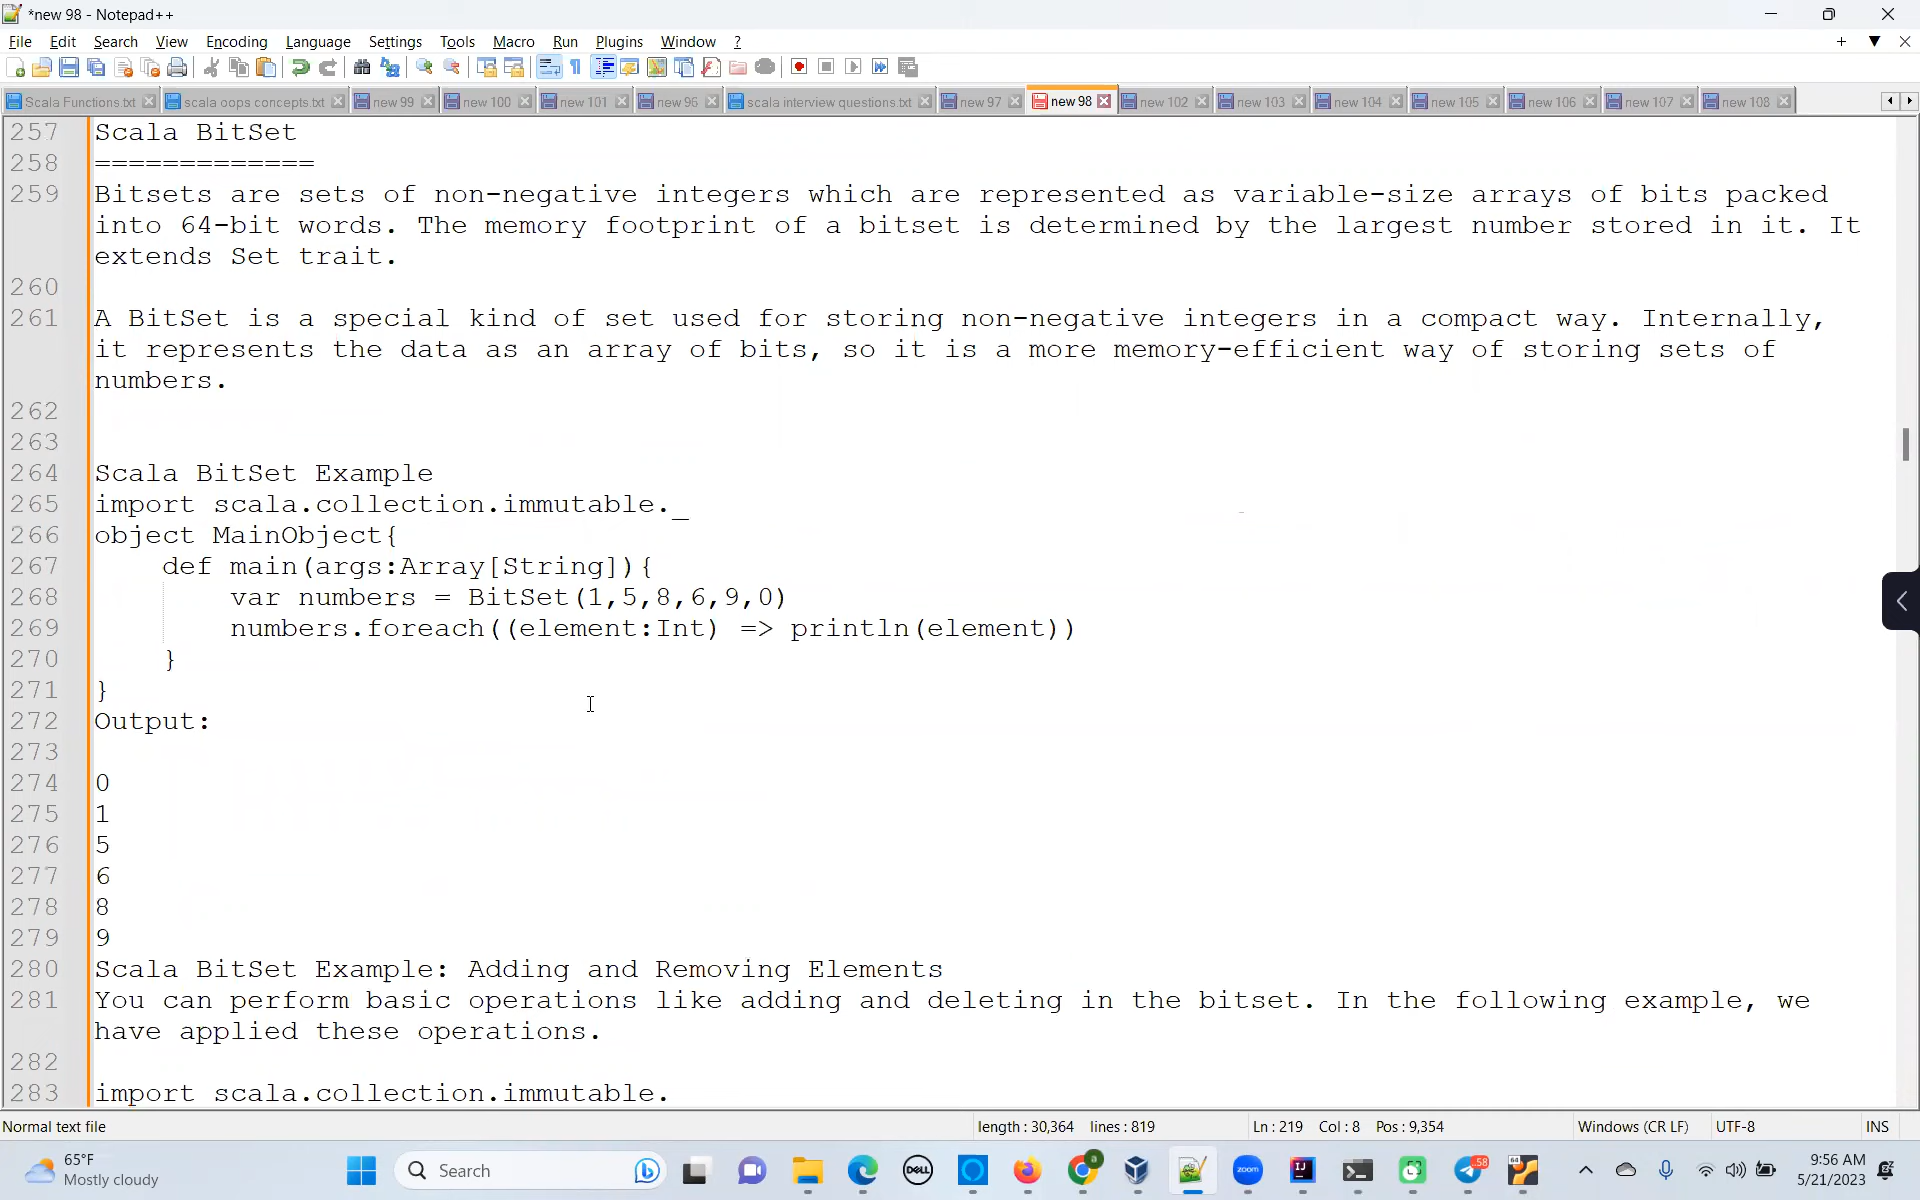 *new 98 - Notepad++
File Edit Search View Encoding Language Settings Tools Macro Run Plugins Window ?
Scala Functions.txt scala oops concepts.txt new 99 new 100 new 101 new 96 scala interview questions.txt new 97 new 98 new 102 new 103 new 104 new 105 new 106 new 107 new 108
257 Scala BitSet
258 =============
259 Bitsets are sets of non-negative integers which are represented as variable-size arrays of bits packed
into 64-bit words. The memory footprint of a bitset is determined by the largest number stored in it. It
extends Set trait.
260
261 A BitSet is a special kind of set used for storing non-negative integers in a compact way. Internally,
it represents the data as an array of bits, so it is a more memory-efficient way of storing sets of
numbers.
262
263
264 Scala BitSet Example
265 import scala.collection.immutable._
266 object MainObject{
267 def main(args:Array[String]){
268 var numbers = BitSet(1,5,8,6,9,0)
269 numbers.foreach((element:Int) => println(element))
270 }
271 }
272 Output:
273
274 0
275 1
276 5
277 6
278 8
279 9
280 Scala BitSet Example: Adding and Removing Elements
281 You can perform basic operations like adding and deleting in the bitset. In the following example, we
have applied these operations.
282
283 import scala.collection.immutable.
Normal text file length : 30,364 lines : 819 Ln : 219 Col : 8 Pos : 9,354 Windows (CR LF) UTF-8 INS
65°F
Mostly cloudy
Search
DELL
zoom
IJ
58
64
a
9:56 AM
5/21/2023